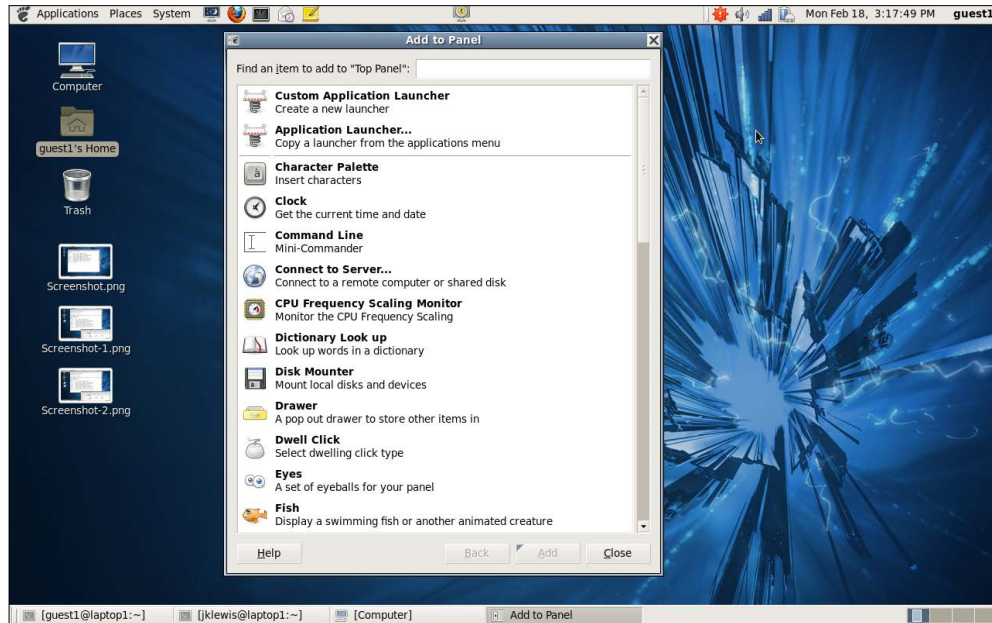 Applications Places System Mon Feb 18, 3:17:49 PM guest1
Add to Panel
Find an item to add to "Top Panel":
Computer
guest1's Home
Trash
Screenshot.png
Screenshot-1.png
Screenshot-2.png
Custom Application Launcher
Create a new launcher
Application Launcher...
Copy a launcher from the applications menu
Character Palette
Insert characters
Clock
Get the current time and date
Command Line
Mini-Commander
Connect to Server...
Connect to a remote computer or shared disk
CPU Frequency Scaling Monitor
Monitor the CPU Frequency Scaling
Dictionary Look up
Look up words in a dictionary
Disk Mounter
Mount local disks and devices
Drawer
A pop out drawer to store other items in
Dwell Click
Select dwelling click type
Eyes
A set of eyeballs for your panel
Fish
Display a swimming fish or another animated creature
Help Back Add Close
[guest1@laptop1:~] [jklewis@laptop1:~] [Computer] Add to Panel